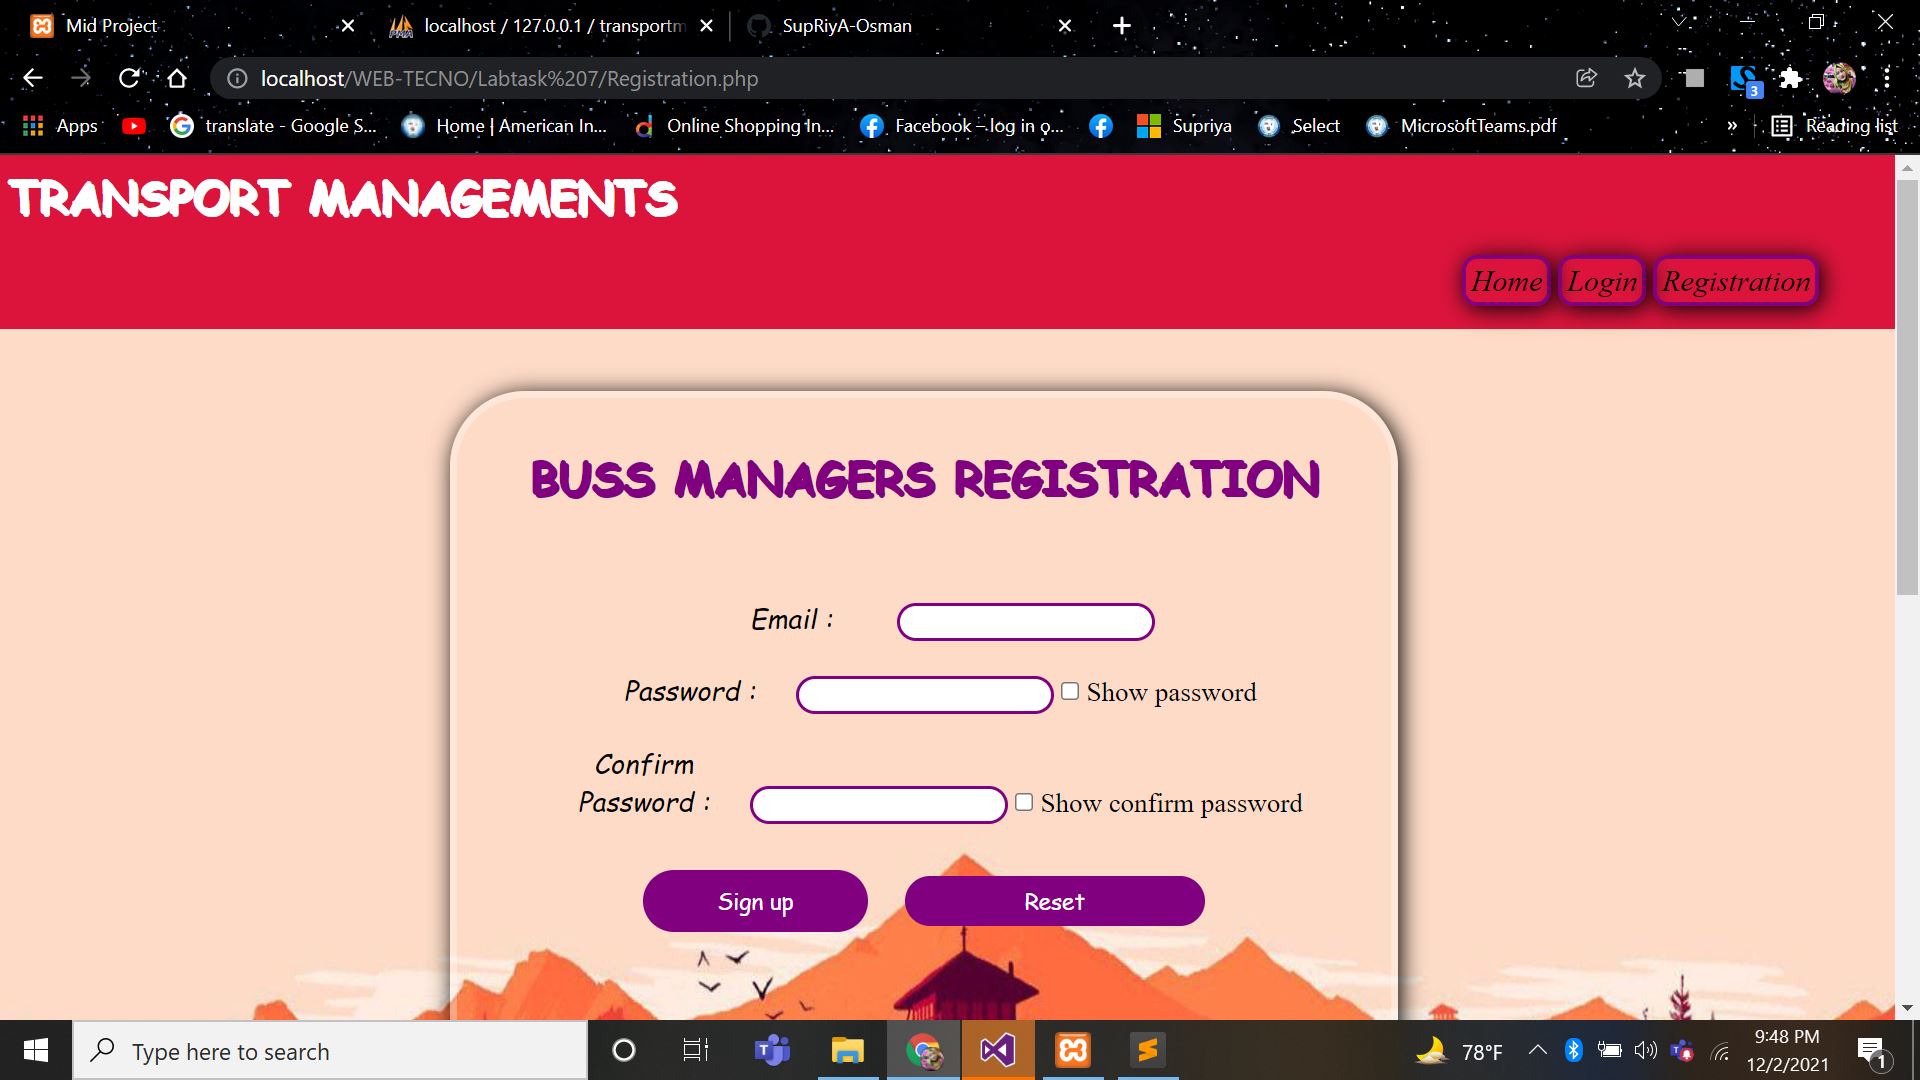 Mid Project
localhost / 127.0.0.1 / transportm
SupRiyA-Osman
localhost/WEB-TECNO/Labtask%207/Registration.php
3
Apps
translate - Google S...
Home | American In...
Online Shopping In...
Facebook – log in o...
Supriya
Select
MicrosoftTeams.pdf
»
Reading list
TRANSPORT MANAGEMENTS
Home
Login
Registration
BUSS MANAGERS REGISTRATION
Email :
Password :
Show password
Confirm
Password :
Show confirm password
Sign up
Reset
Type here to search
78°F
9:48 PM
12/2/2021
1